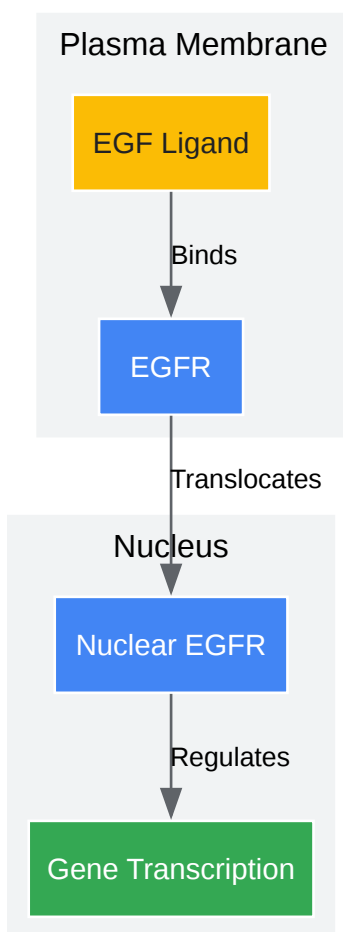 Plasma Membrane
EGF Ligand
Binds
EGFR
Translocates
Nucleus
Nuclear EGFR
Regulates
Gene Transcription